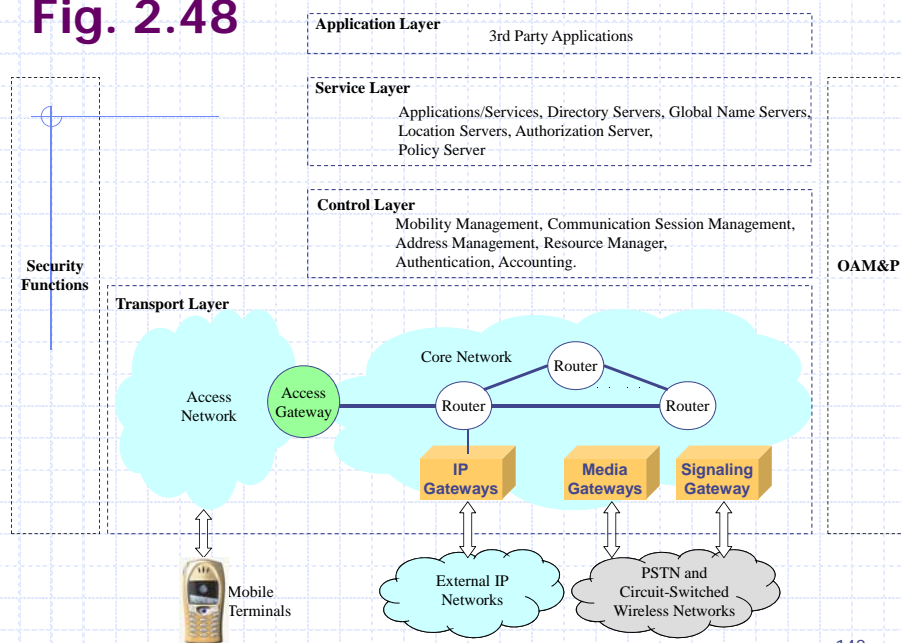 Fig. 2.48
Application Layer
3rd Party Applications
Service Layer
Applications/Services, Directory Servers, Global Name Servers,
Location Servers, Authorization Server,
Policy Server
Control Layer
Mobility Management, Communication Session Management,
Address Management, Resource Manager,
Authentication, Accounting.
Security
Functions
OAM&P
Transport Layer
Core Network
Router
Access
Network
Access
Gateway
Router
Router
IP
Gateways
Media
Gateways
Signaling
Gateway
Mobile
Terminals
External IP
Networks
PSTN and
Circuit-Switched
Wireless Networks